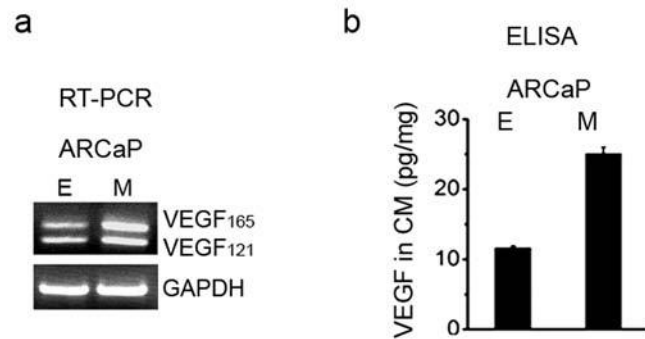 a
RT-PCR
ARCaP
E M
VEGF165
VEGF121
GAPDH
b
ELISA
ARCaP
E M
VEGF in CM (pg/mg)
30
20
10
0